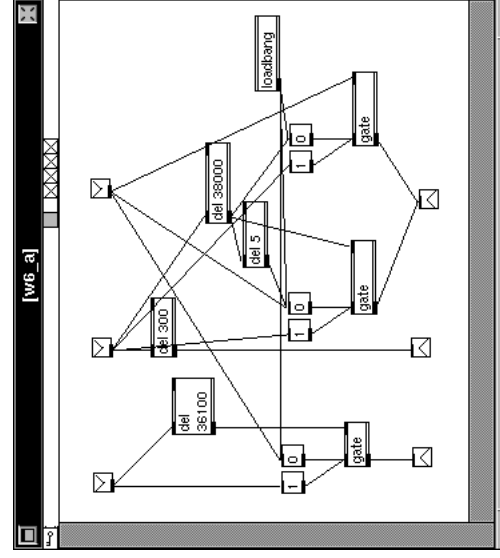 [w6_a]
del 300
del
36100
del 38000
del 5
loadbang
1
0
1
0
1
0
gate
gate
gate